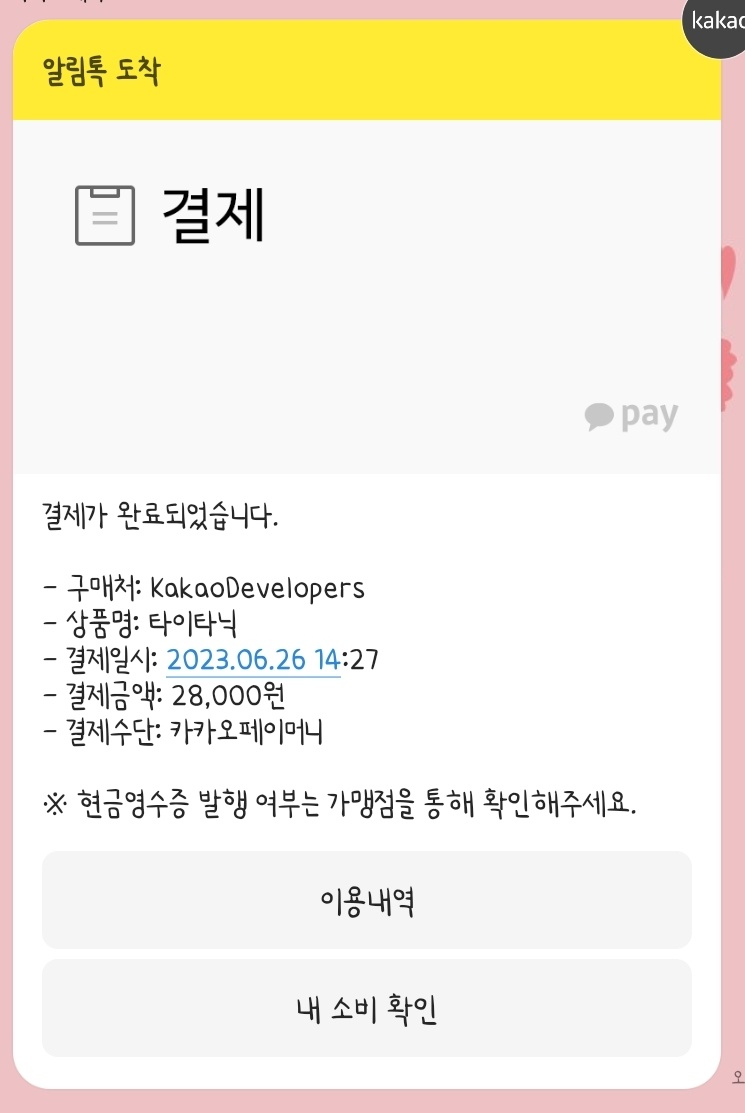 kakao
알림톡 도착
결제
pay
결제가 완료되었습니다.
- 구매처: KakaoDevelopers
- 상품명: 타이타닉
- 결제일시: 2023.06.26 14:27
- 결제금액: 28,000원
- 결제수단: 카카오페이머니
※ 현금영수증 발행 여부는 가맹점을 통해 확인해주세요.
이용내역
내 소비 확인